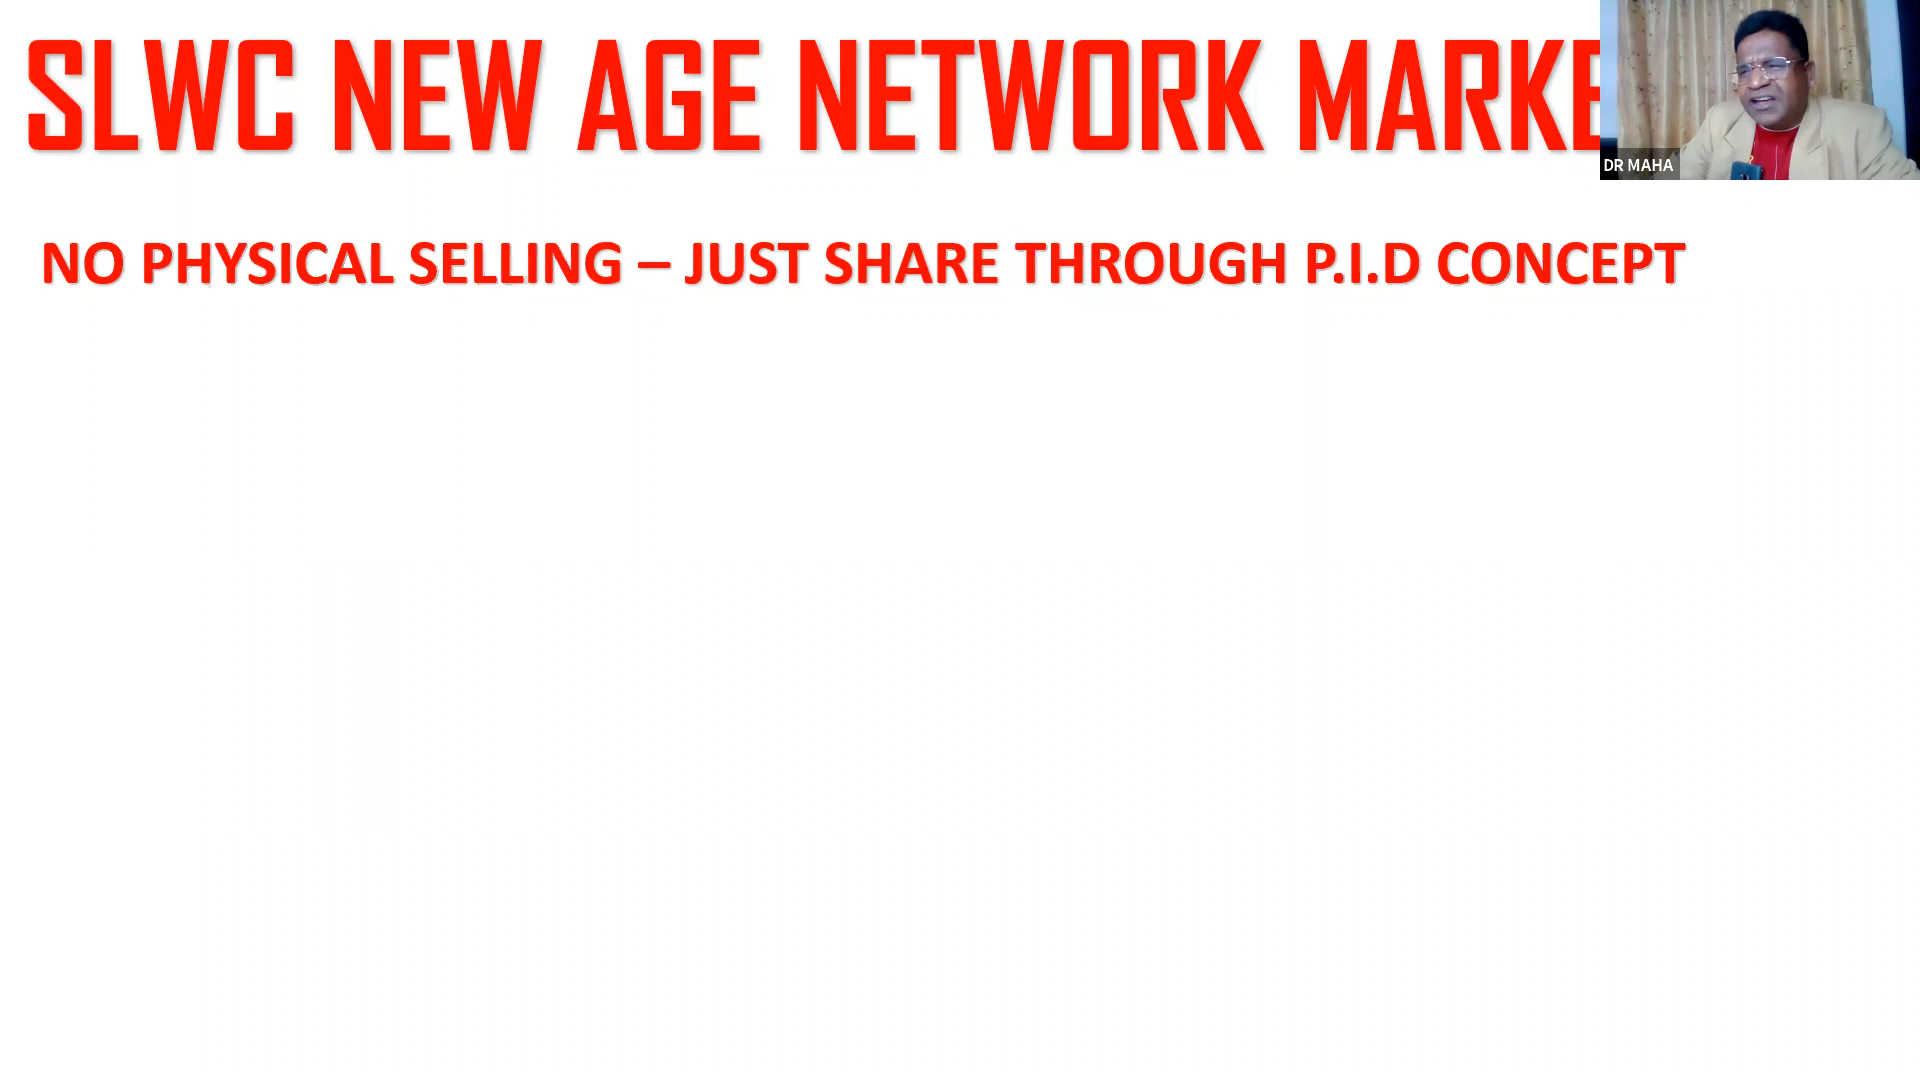 SLWC NEW AGE NETWORK MARKE
DR MAHA
NO PHYSICAL SELLING – JUST SHARE THROUGH P.I.D CONCEPT